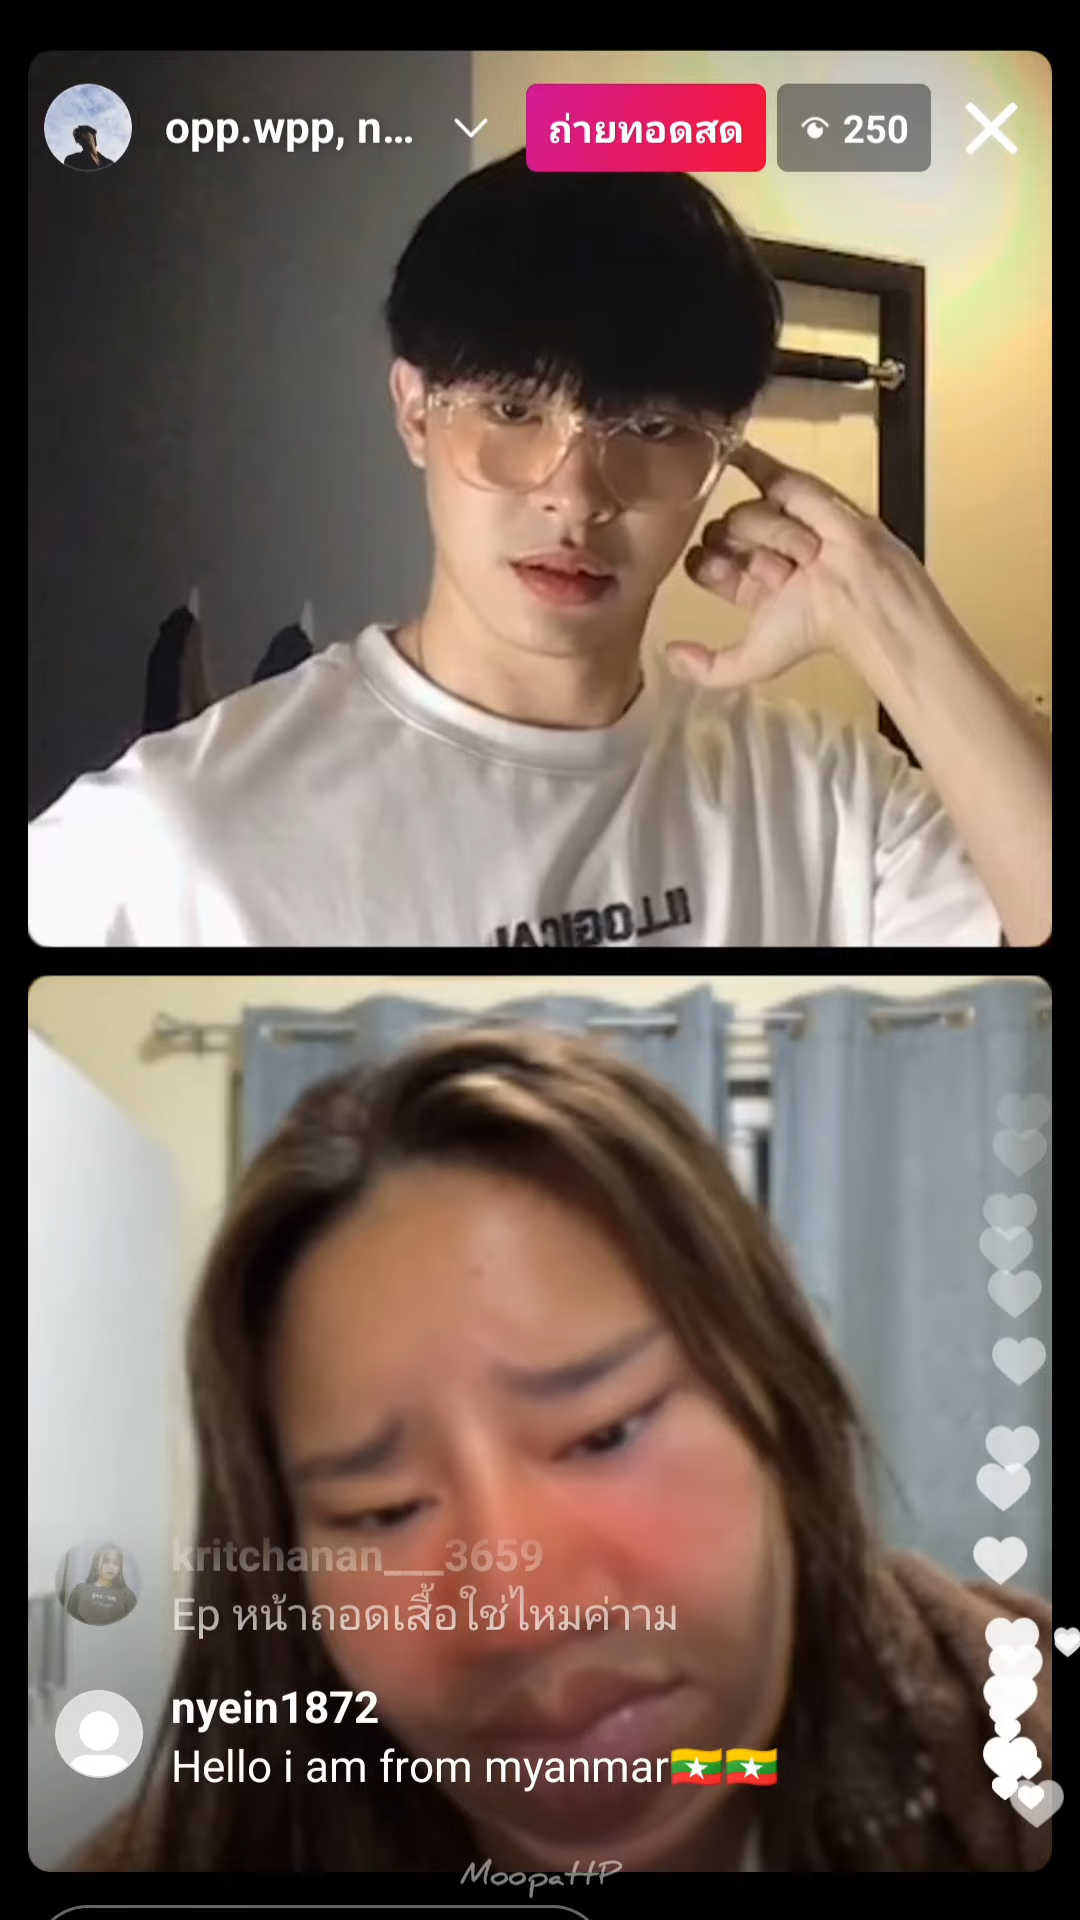 opp.wpp, n...
ถ่ายทอดสด
250
ILLOGICAL
kritchanan___3659
Ep หน้าถอดเสื้อใช่ไหมค่าาม
nyein1872
Hello i am from myanmar🇲🇲🇲🇲
MoopaHP